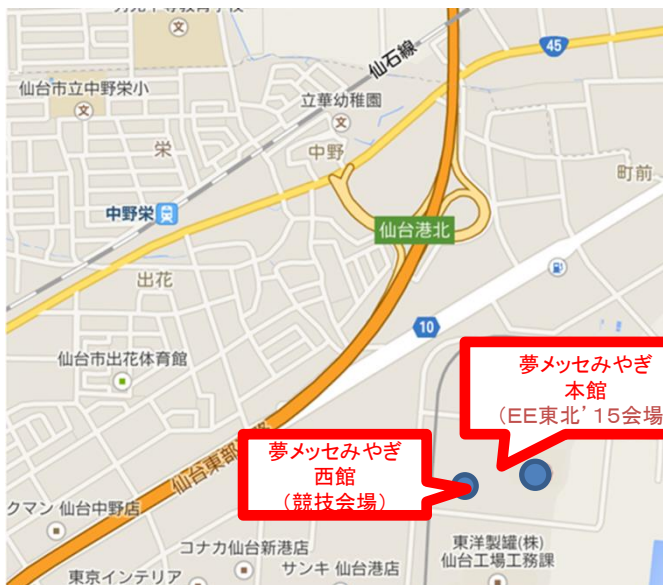 45
仙石線
仙台市立中野栄小
文
文
立華幼稚園
文
栄
中野
町前
中野栄
仙台港北
出花
10
仙台市出花体育館
夢メッセみやぎ
本館
（EE東北’15会場
夢メッセみやぎ
西館
（競技会場）
仙台東部
クマン 仙台中野店
コナカ仙台新港店
東洋製罐(株)
仙台工場工務課
東京インテリア
サンキ 仙台港店